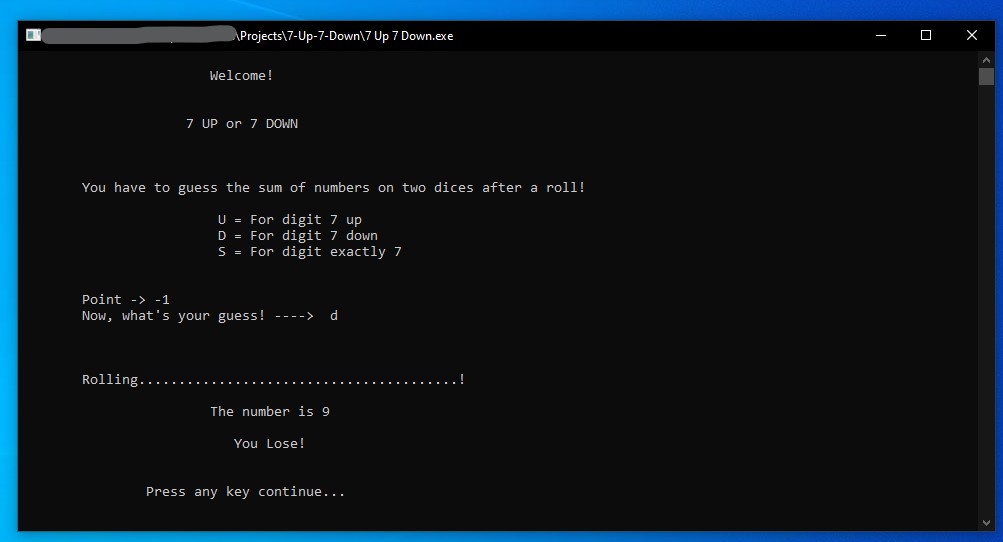 \Projects\7-Up-7-Down\7 Up 7 Down.exe
Welcome!
7 UP or 7 DOWN
You have to guess the sum of numbers on two dices after a roll!
U = For digit 7 up
D = For digit 7 down
S = For digit exactly 7
Point -> -1
Now, what's your guess! ---->  d
Rolling........................................!
The number is 9
You Lose!
Press any key continue...